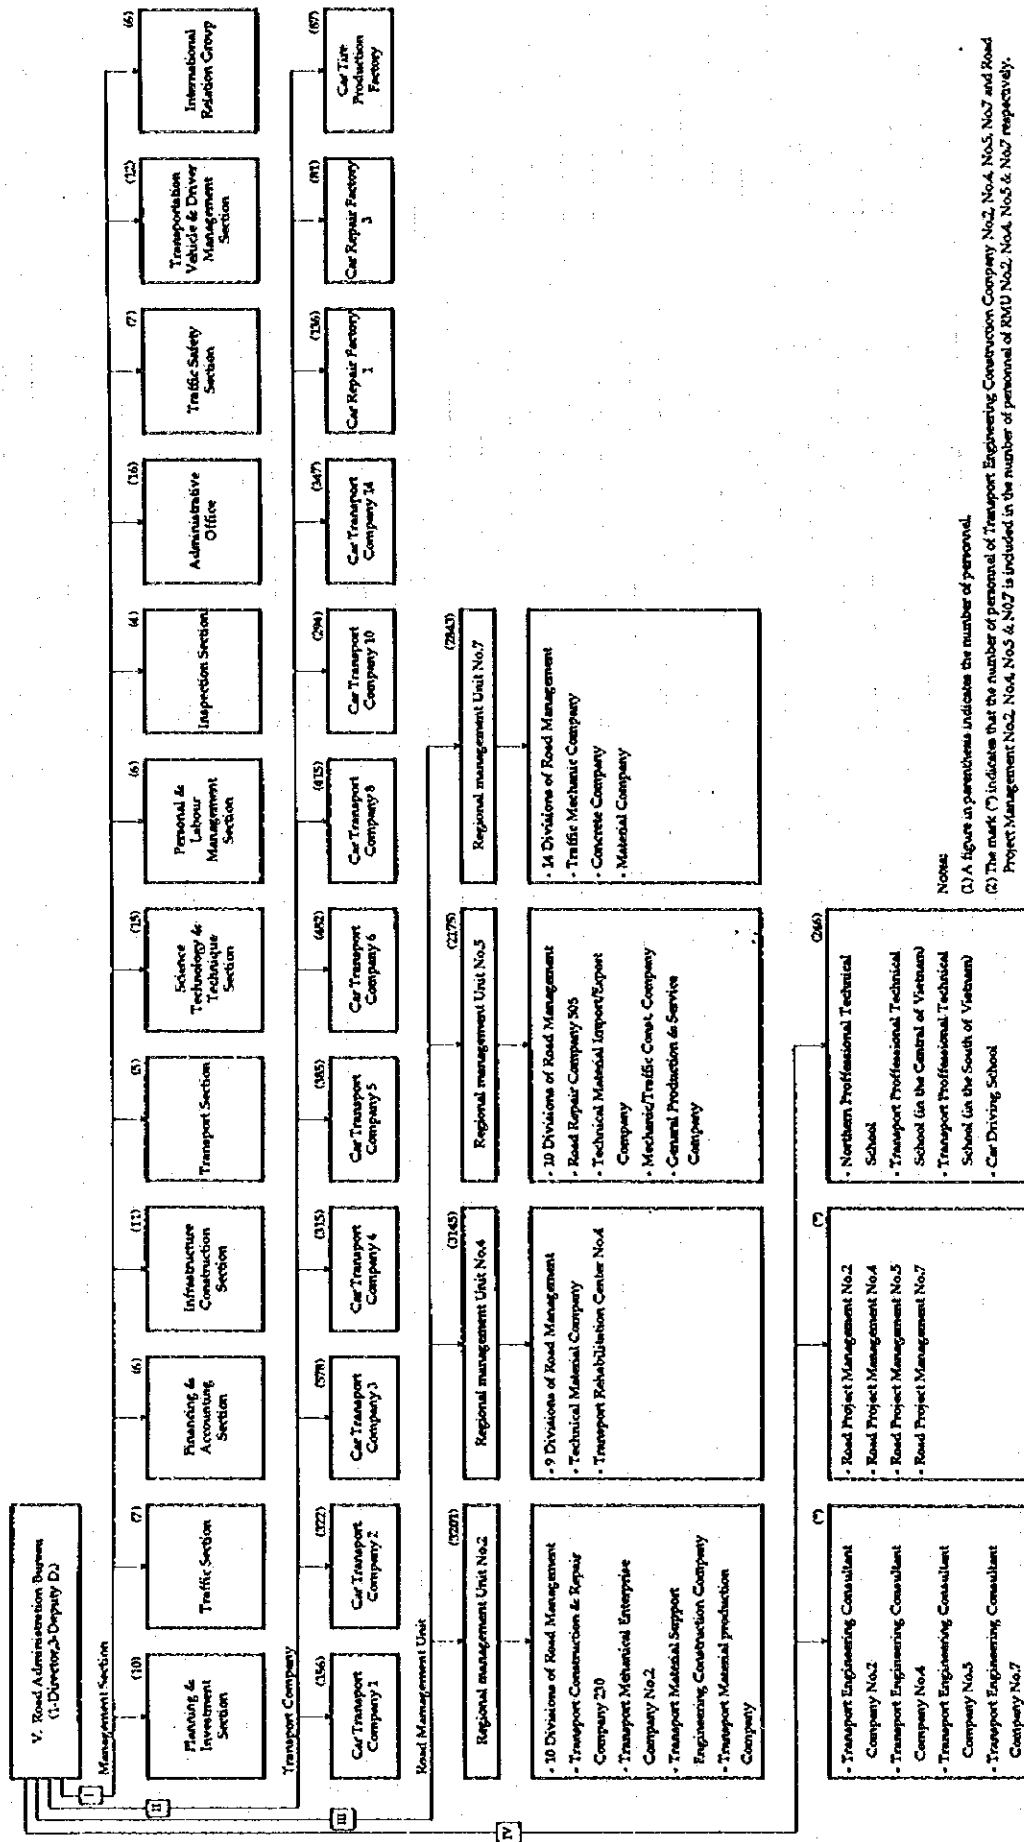 V. Road Administration Bureau
(1-Director,3-Deputy D.)
[I]
Management Section
(10)
Planning &
Investment
Section
(7)
Traffic Section
(6)
Financing &
Accounting
Section
(11)
Infrastructure
Construction
Section
(5)
Transport Section
(15)
Science
Technology &
Technique
Section
(6)
Personal &
Labour
Management
Section
(4)
Inspection Section
(16)
Administrative
Office
(7)
Traffic Safety
Section
(12)
Transportation
Vehicle & Driver
Management
Section
(6)
International
Relation Group
[II]
Transport Company
(156)
Car Transport
Company 1
(322)
Car Transport
Company 2
(578)
Car Transport
Company 3
(315)
Car Transport
Company 4
(385)
Car Transport
Company 5
(482)
Car Transport
Company 6
(415)
Car Transport
Company 8
(294)
Car Transport
Company 10
(347)
Car Transport
Company 14
(136)
Car Repair Factory
1
(81)
Car Repair Factory
3
(67)
Car Tire
Production
Factory
[III]
Road Management Unit
(3201)
Regional management Unit No.2
- 10 Divisions of Road Management
- Transport Construction & Repair
Company 230
- Transport Mehanical Enterprise
Company No.2
- Transport Material Support
Engineering Construction Company
- Transport Material production
Company
(3145)
Regional management Unit No.4
- 9 Divisions of Road Management
- Technical Material Company
- Transport Rehabilitation Center No.4
(2175)
Regional management Unit No.5
- 10 Divisions of Road Management
- Road Repair Company 505
- Technical Material Import/Export
Company
- Mechanic/Traffic Const. Company
- General Production & Service
Company
(2843)
Regional management Unit No.7
- 14 Divisions of Road Management
- Traffic Mechanic Company
- Concrete Company
- Material Company
[IV]
(*)
- Transport Engineering Consultant
Company No.2
- Transport Engineering Consultant
Company No.4
- Transport Engineering Consultant
Company No.5
- Transport Engineering Consultant
Company No.7
(*)
- Road Project Management No.2
- Road Project Management No.4
- Road Project Management No.5
- Road Project Management No.7
(266)
- Northern Proffessional Technical
School
- Transport Proffessional Technical
School (in the Central of Vietnam)
- Transport Proffessional Technical
School (in the South of Vietnam)
- Car Driving School
Notes:
(1) A figure in parenthesis indicates the number of personnel.
(2) The mark (*) indicates that the number of personnel of Transport Engineering Construction Company No.2, No.4, No.5, No.7 and Road
Project Management No.2, No.4, No.5 & N0.7 is included in the number of personnel of RMU No.2, No.4, No.5 & No.7 respectively.